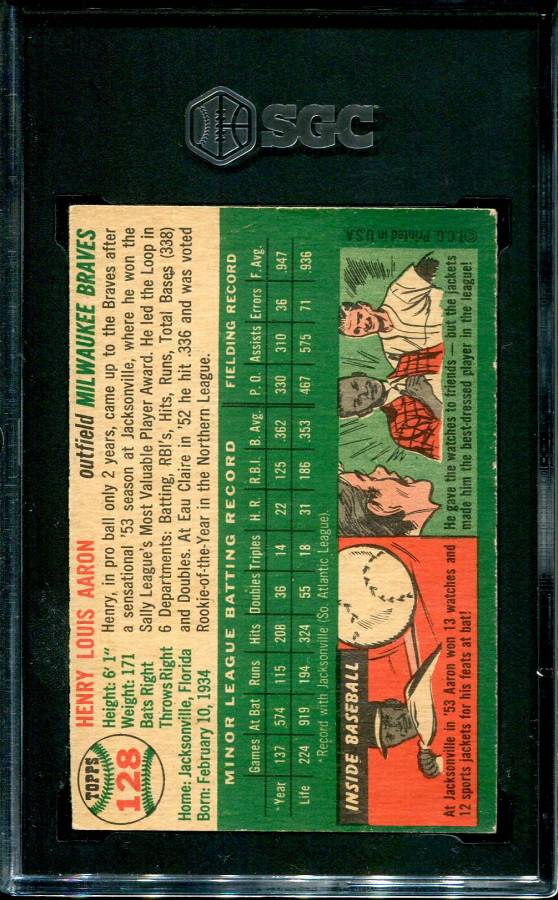 SGC
TOPPS
128
HENRY LOUIS AARON outfield MILWAUKEE BRAVES
Height: 6' 1"
Weight: 171
Bats Right
Throws Right
Home: Jacksonville, Florida
Born: February 10, 1934
Henry, in pro ball only 2 years, came up to the Braves after
a sensational '53 season at Jacksonville, where he won the
Sally League's Most Valuable Player Award. He led the Loop in
6 Departments: Batting, RBI's, Hits, Runs, Total Bases (338)
and Doubles. At Eau Claire in '52 he hit .336 and was voted
Rookie-of-the-Year in the Northern League.
MINOR LEAGUE BATTING RECORD FIELDING RECORD
Games At Bat Runs Hits Doubles Triples H. R. R.B.I. B. Avg. P. O. Assists Errors F. Avg.
*Year 137 574 115 208 36 14 22 125 .362 330 310 36 .947
Life 224 919 194 324 55 18 31 186 .353 467 575 71 .936
*Record with Jacksonville (So. Atlantic League).
INSIDE BASEBALL
At Jacksonville in '53 Aaron won 13 watches and
12 sports jackets for his feats at bat!
He gave the watches to friends — but the jackets
made him the best-dressed player in the league!
©T.C.G. Printed in U.S.A.